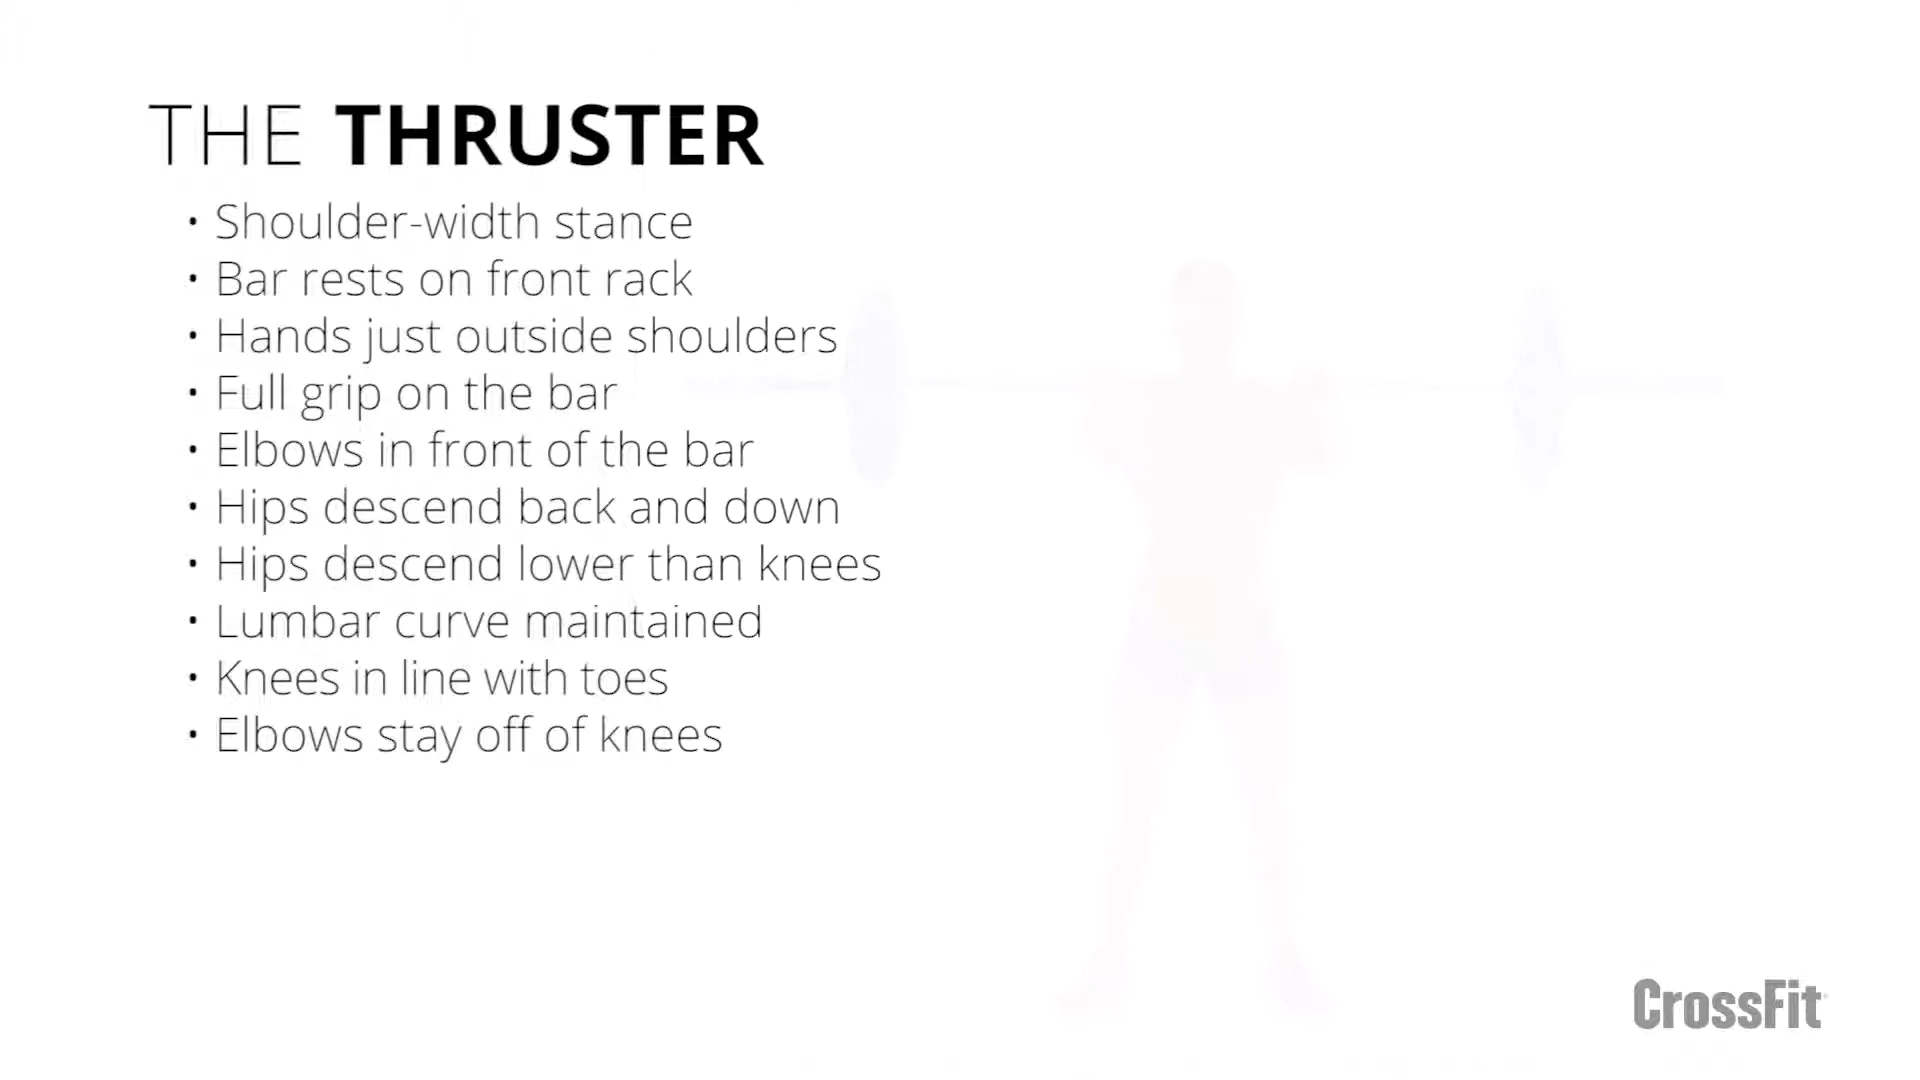 THE THRUSTER
• Shoulder-width stance
• Bar rests on front rack
• Hands just outside shoulders
• Full grip on the bar
• Elbows in front of the bar
• Hips descend back and down
• Hips descend lower than knees
• Lumbar curve maintained
• Knees in line with toes
• Elbows stay off of knees
CrossFit